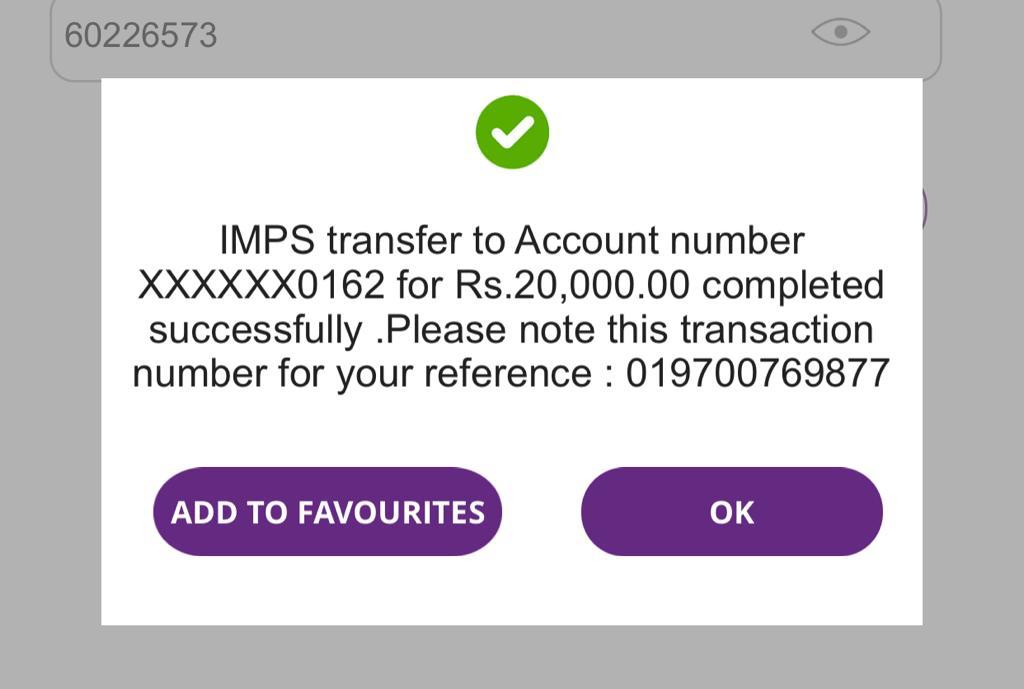 60226573
IMPS transfer to Account number
XXXXXX0162 for Rs.20,000.00 completed
successfully .Please note this transaction
number for your reference : 019700769877
ADD TO FAVOURITES
OK